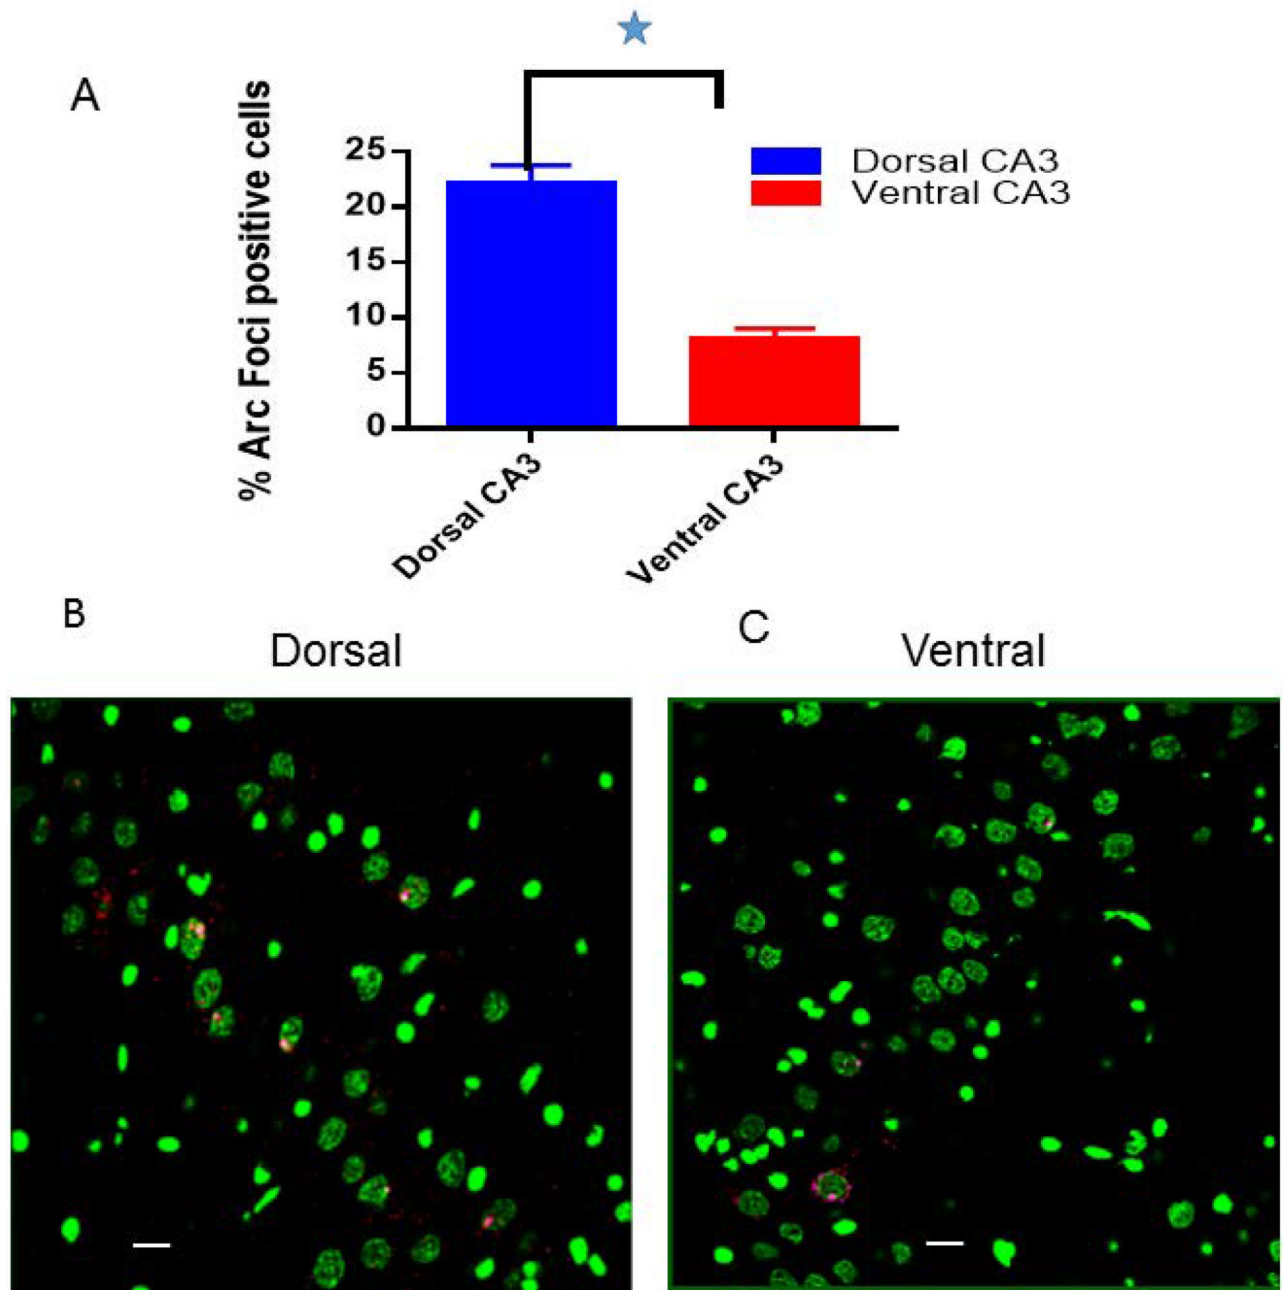 A
% Arc Foci positive cells
25
20
15
10
5
0
Dorsal CA3
Ventral CA3
Dorsal CA3
Ventral CA3
B
Dorsal
C
Ventral